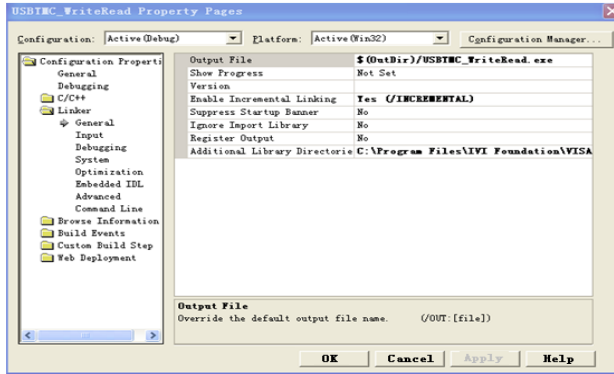 USBTMC_WriteRead Property Pages
Configuration: Active(Debug) Platform: Active(Win32) Configuration Manager...
Configuration Properti
General
Debugging
C/C++
Linker
General
Input
Debugging
System
Optimization
Embedded IDL
Advanced
Command Line
Browse Information
Build Events
Custom Build Step
Web Deployment
Output File $(OutDir)/USBTMC_WriteRead.exe
Show Progress Not Set
Version
Enable Incremental Linking Yes (/INCREMENTAL)
Suppress Startup Banner No
Ignore Import Library No
Register Output No
Additional Library Directorie C:\Program Files\IVI Foundation\VISA
Output File
Override the default output file name. (/OUT:[file])
OK Cancel Apply Help